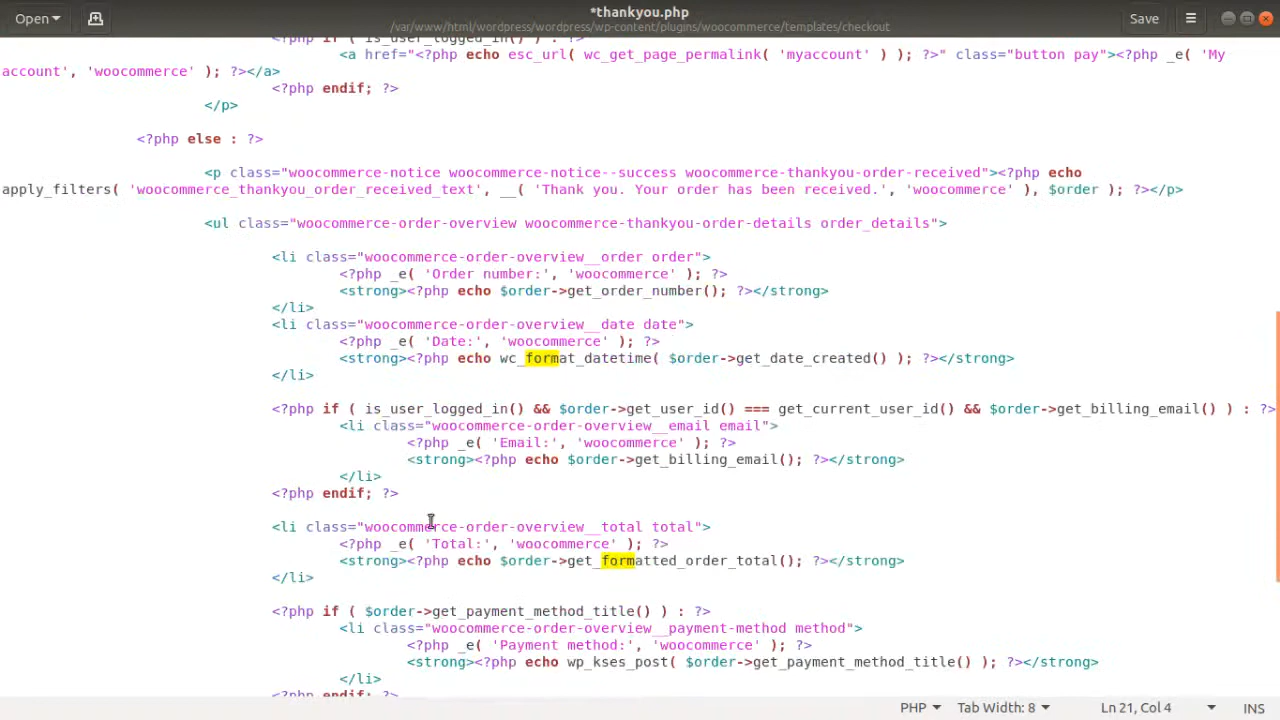 Open
*thankyou.php
/var/www/html/wordpress/wordpress/wp-content/plugins/woocommerce/templates/checkout
Save
<?php if ( is_user_logged_in() ) : ?>
<a href="<?php echo esc_url( wc_get_page_permalink( 'myaccount' ) ); ?>" class="button pay"><?php _e( 'My
account', 'woocommerce' ); ?></a>
<?php endif; ?>
</p>
<?php else : ?>
<p class="woocommerce-notice woocommerce-notice--success woocommerce-thankyou-order-received"><?php echo
apply_filters( 'woocommerce_thankyou_order_received_text', __( 'Thank you. Your order has been received.', 'woocommerce' ), $order ); ?></p>
<ul class="woocommerce-order-overview woocommerce-thankyou-order-details order_details">
<li class="woocommerce-order-overview__order order">
<?php _e( 'Order number:', 'woocommerce' ); ?>
<strong><?php echo $order->get_order_number(); ?></strong>
</li>
<li class="woocommerce-order-overview__date date">
<?php _e( 'Date:', 'woocommerce' ); ?>
<strong><?php echo wc_format_datetime( $order->get_date_created() ); ?></strong>
</li>
<?php if ( is_user_logged_in() && $order->get_user_id() === get_current_user_id() && $order->get_billing_email() ) : ?>
<li class="woocommerce-order-overview__email email">
<?php _e( 'Email:', 'woocommerce' ); ?>
<strong><?php echo $order->get_billing_email(); ?></strong>
</li>
<?php endif; ?>
<li class="woocommerce-order-overview__total total">
<?php _e( 'Total:', 'woocommerce' ); ?>
<strong><?php echo $order->get_formatted_order_total(); ?></strong>
</li>
<?php if ( $order->get_payment_method_title() ) : ?>
<li class="woocommerce-order-overview__payment-method method">
<?php _e( 'Payment method:', 'woocommerce' ); ?>
<strong><?php echo wp_kses_post( $order->get_payment_method_title() ); ?></strong>
</li>
<?php endif; ?>
PHP Tab Width: 8 Ln 21, Col 4 INS